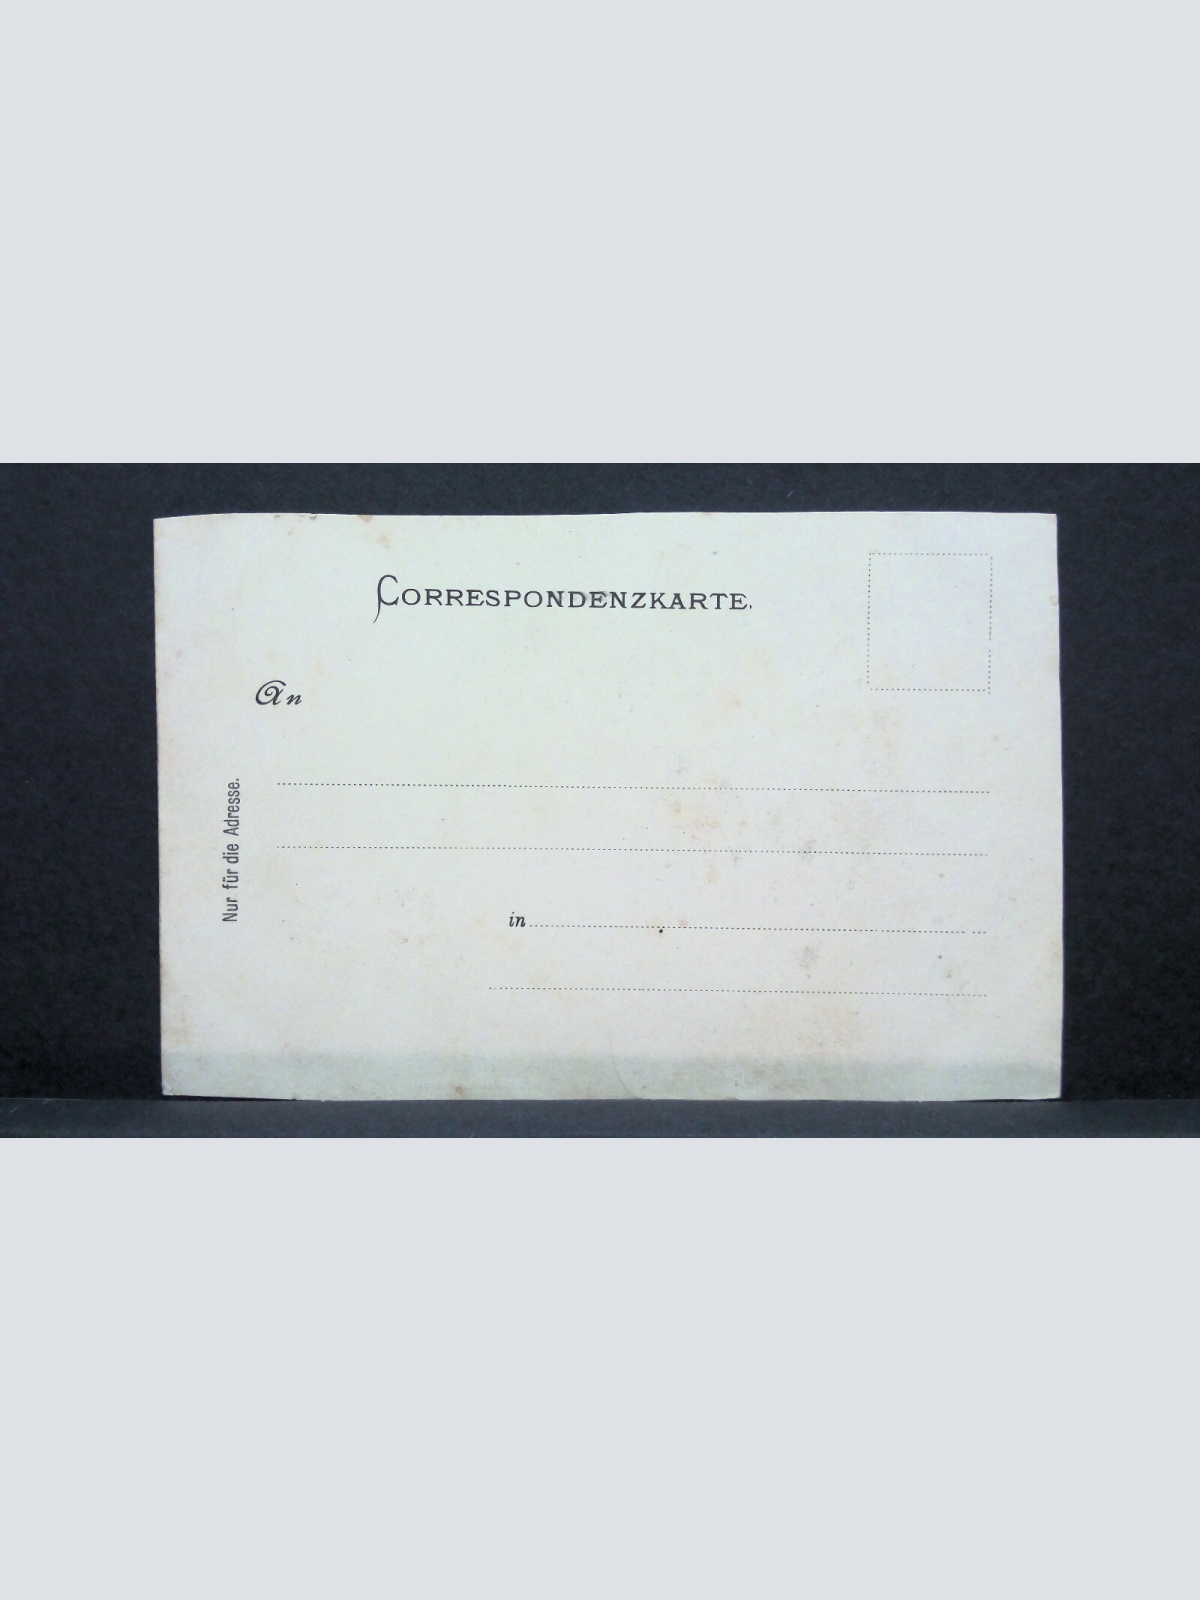 CORRESPONDENZKARTE.
An
Nur für die Adresse.
in